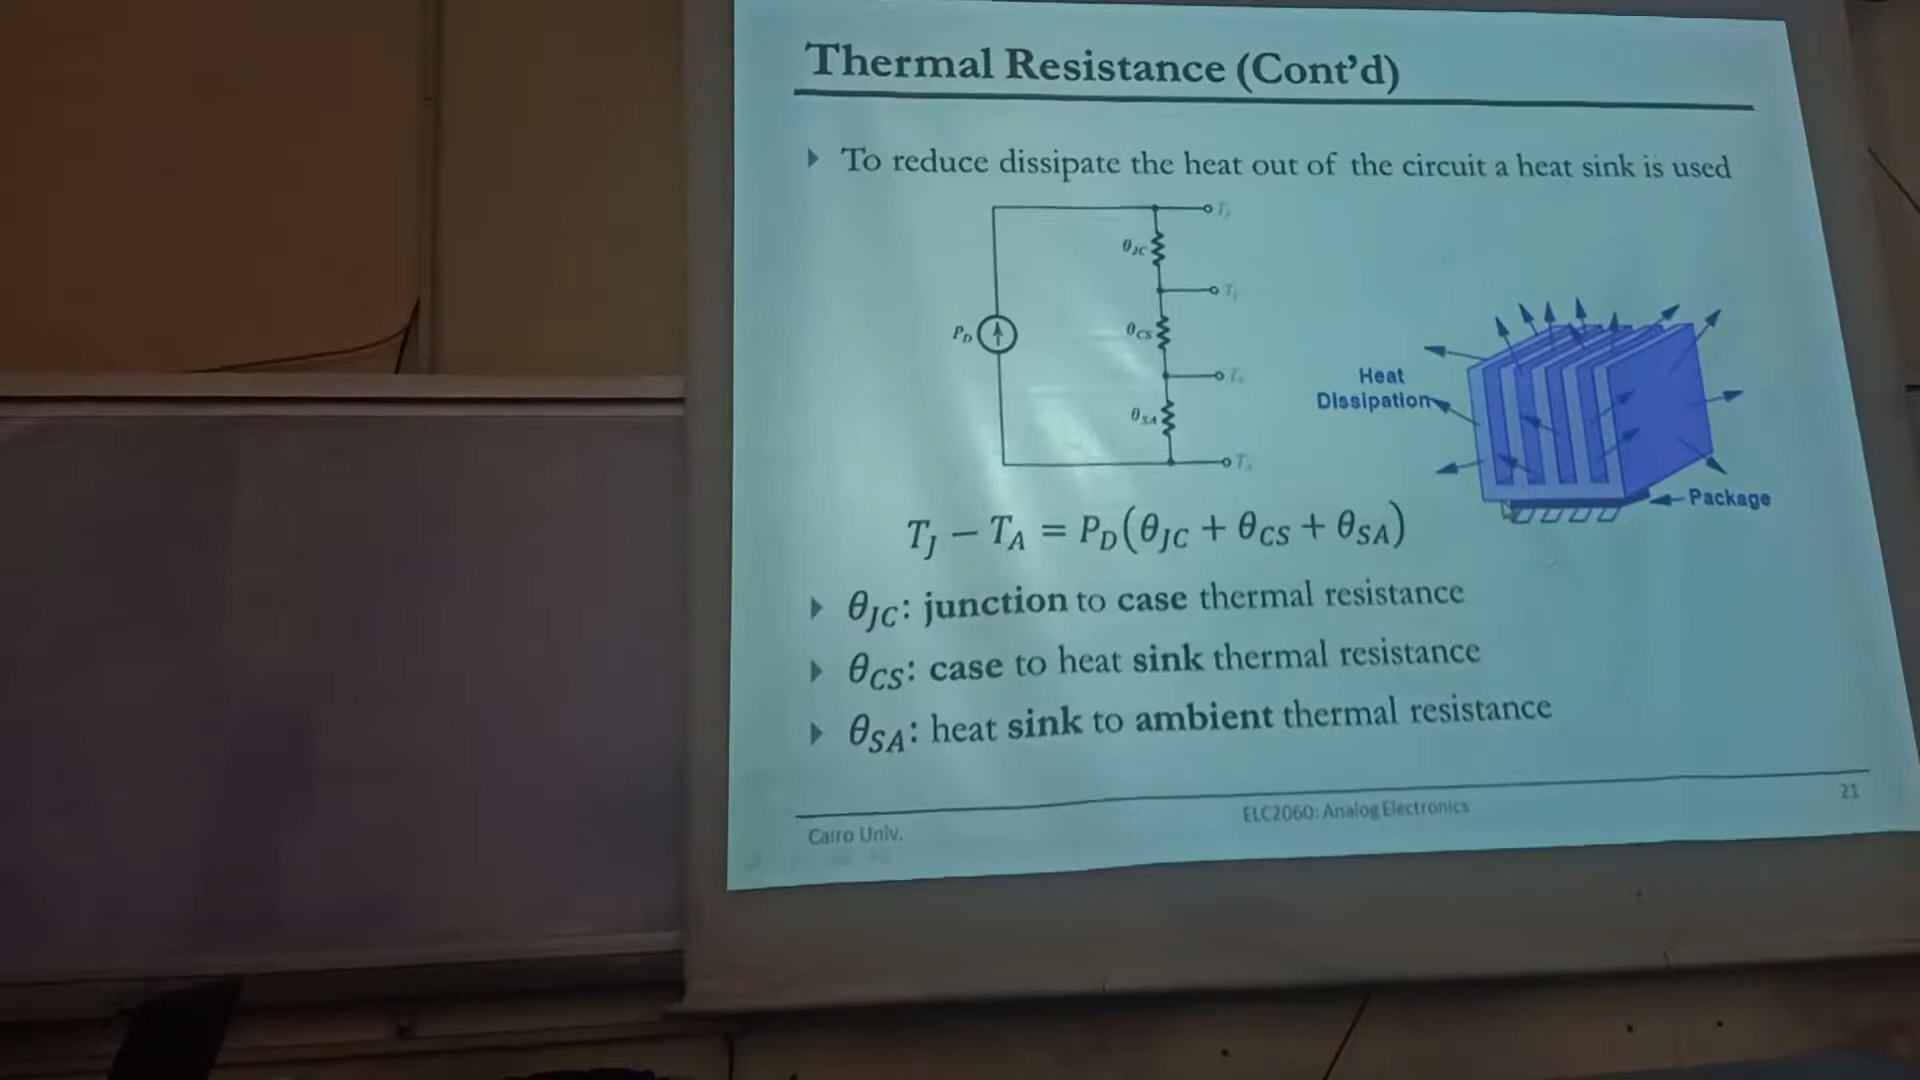 Thermal Resistance (Cont'd)
To reduce dissipate the heat out of the circuit a heat sink is used
θJC
PD
θCS
θSA
Heat
Dissipation
Package
TJ − TA = PD(θJC + θCS + θSA)
θJC: junction to case thermal resistance
θCS: case to heat sink thermal resistance
θSA: heat sink to ambient thermal resistance
Cairo Univ.
ELC2060: Analog Electronics
21